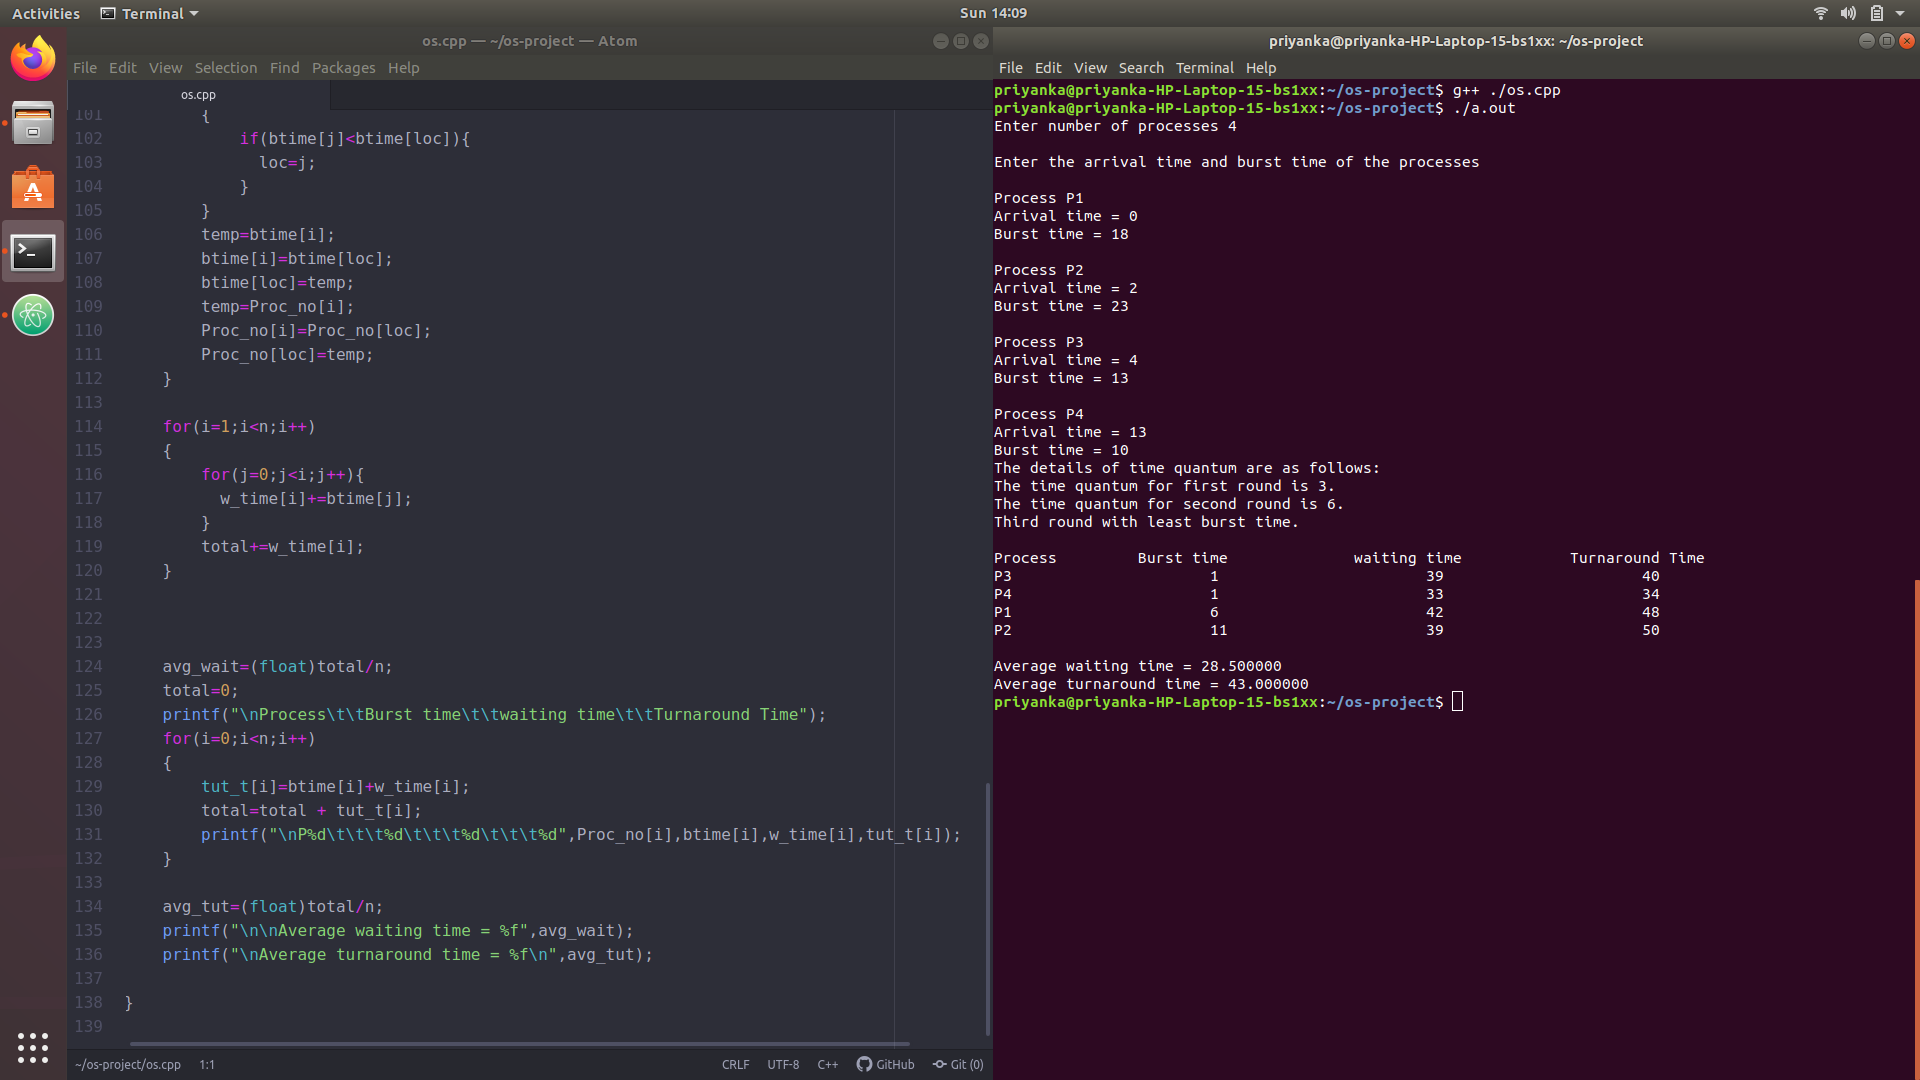 Activities
Terminal
Sun 14:09
os.cpp — ~/os-project — Atom
File Edit View Selection Find Packages Help
os.cpp
101 {
102 if(btime[j]<btime[loc]){
103 loc=j;
104 }
105 }
106 temp=btime[i];
107 btime[i]=btime[loc];
108 btime[loc]=temp;
109 temp=Proc_no[i];
110 Proc_no[i]=Proc_no[loc];
111 Proc_no[loc]=temp;
112 }
113
114 for(i=1;i<n;i++)
115 {
116 for(j=0;j<i;j++){
117 w_time[i]+=btime[j];
118 }
119 total+=w_time[i];
120 }
121
122
123
124 avg_wait=(float)total/n;
125 total=0;
126 printf("\nProcess\t\tBurst time\t\twaiting time\t\tTurnaround Time");
127 for(i=0;i<n;i++)
128 {
129 tut_t[i]=btime[i]+w_time[i];
130 total=total + tut_t[i];
131 printf("\nP%d\t\t\t%d\t\t\t%d\t\t\t%d",Proc_no[i],btime[i],w_time[i],tut_t[i]);
132 }
133
134 avg_tut=(float)total/n;
135 printf("\n\nAverage waiting time = %f",avg_wait);
136 printf("\nAverage turnaround time = %f\n",avg_tut);
137
138 }
139
~/os-project/os.cpp 1:1 CRLF UTF-8 C++ GitHub Git (0)
priyanka@priyanka-HP-Laptop-15-bs1xx: ~/os-project
File Edit View Search Terminal Help
priyanka@priyanka-HP-Laptop-15-bs1xx:~/os-project$ g++ ./os.cpp
priyanka@priyanka-HP-Laptop-15-bs1xx:~/os-project$ ./a.out
Enter number of processes 4
Enter the arrival time and burst time of the processes
Process P1
Arrival time = 0
Burst time = 18
Process P2
Arrival time = 2
Burst time = 23
Process P3
Arrival time = 4
Burst time = 13
Process P4
Arrival time = 13
Burst time = 10
The details of time quantum are as follows:
The time quantum for first round is 3.
The time quantum for second round is 6.
Third round with least burst time.
Process Burst time waiting time Turnaround Time
P3 1 39 40
P4 1 33 34
P1 6 42 48
P2 11 39 50
Average waiting time = 28.500000
Average turnaround time = 43.000000
priyanka@priyanka-HP-Laptop-15-bs1xx:~/os-project$